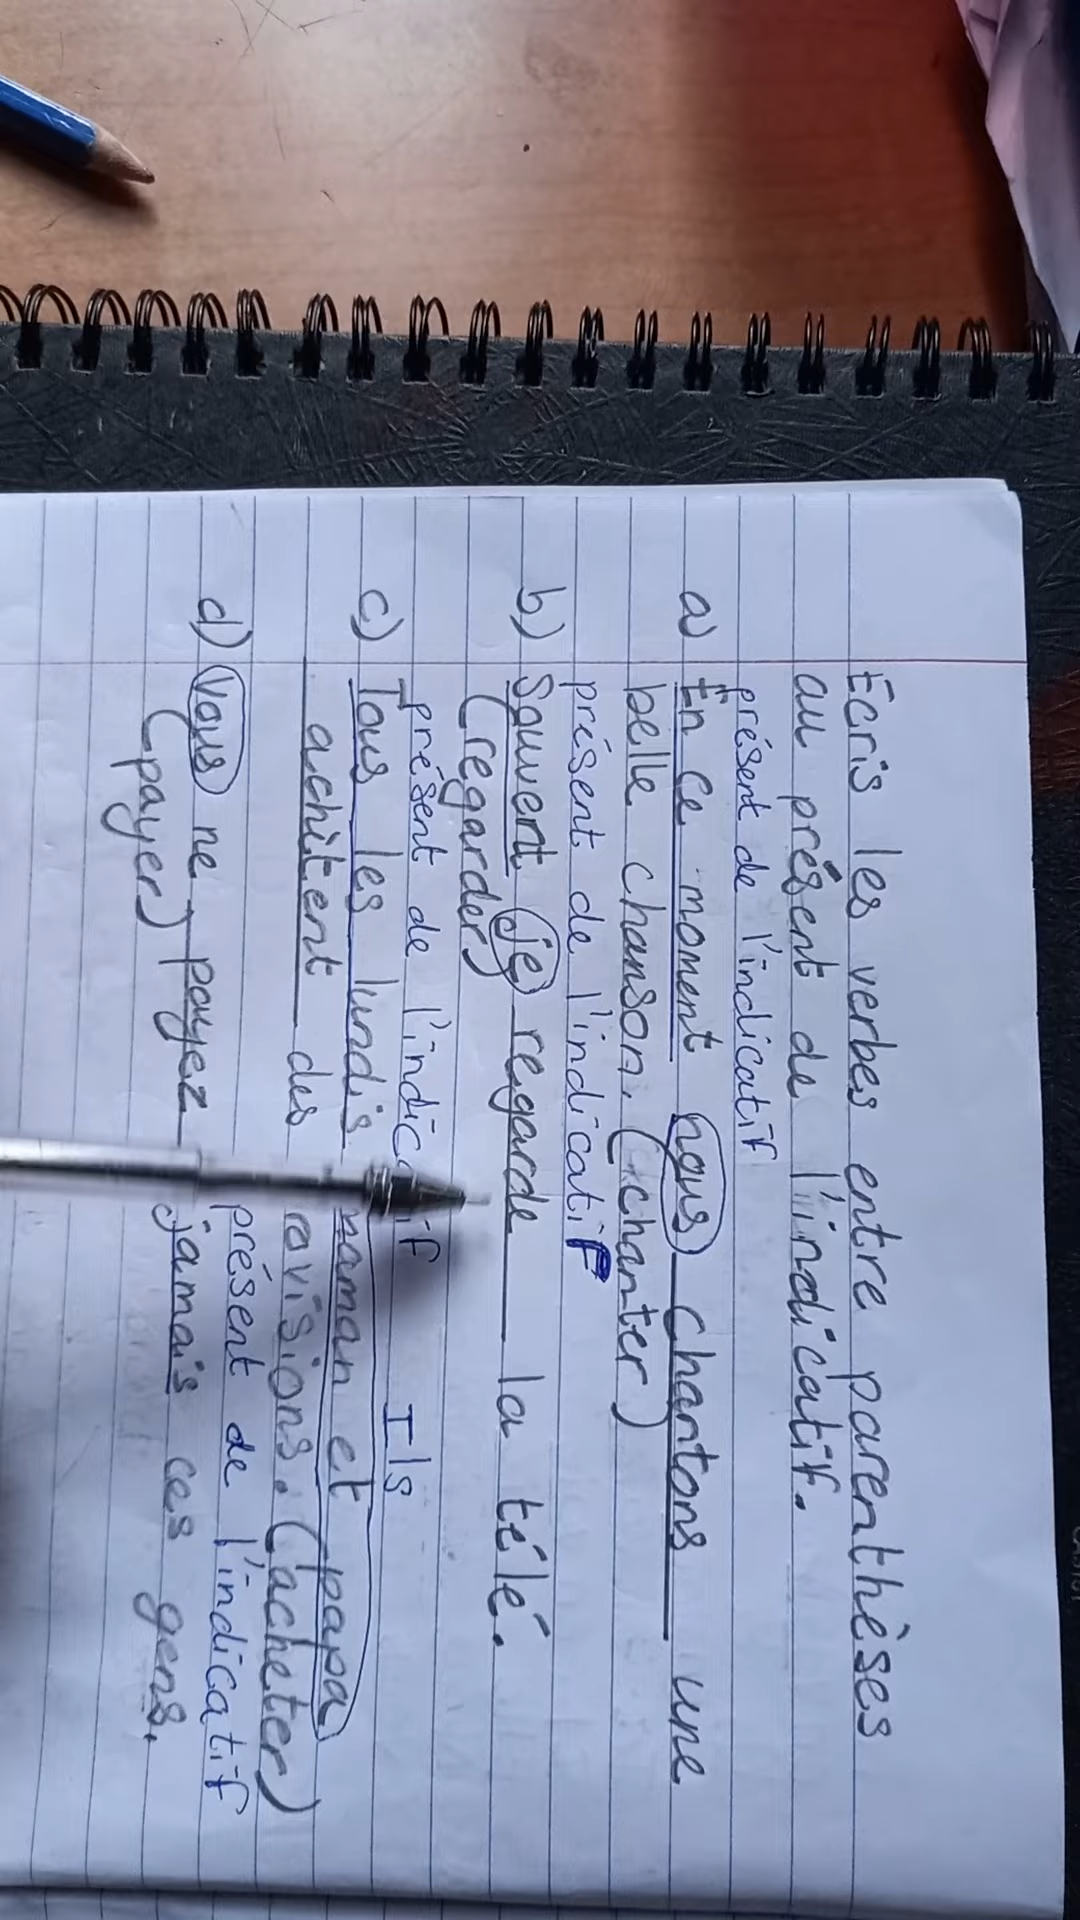 Ecris les verbes entre parenthèses
au présent de l'indicatif.
présent de l'indicatif
a) En ce moment nous chantons une
belle chanson. (chanter)
présent de l'indicatif
b) Souvent je regarde la télé.
(regarder)
présent de l'indicatif Ils
c) Tous les lundis maman et papa
achètent des provisions. (acheter)
présent de l'indicatif
d) Vous ne payez jamais ces gens.
(payer)